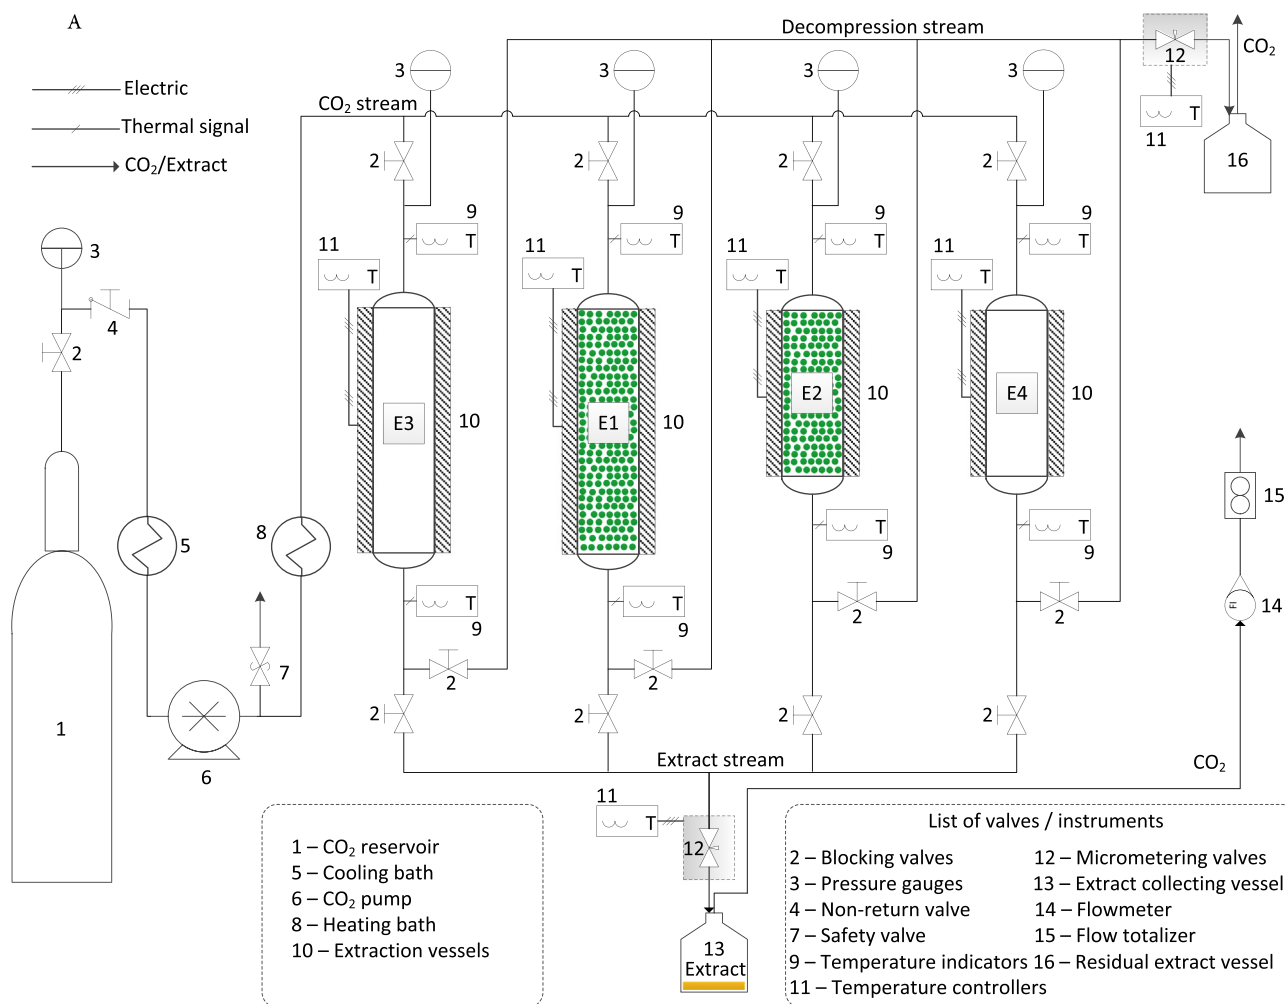 A
Decompression stream
CO2
12
3
3
3
3
Electric
CO2 stream
T
Thermal signal
11
CO2/Extract
2
2
2
2
16
9
9
9
9
3
11
T
11
T
11
T
11
T
T
T
T
T
4
2
E3
10
E1
10
E2
10
E4
10
15
5
8
T
T
9
9
T
T
14
FI
9
9
2
2
7
2
2
1
2
2
2
2
6
Extract stream
CO2
11
T
12
13
Extract
1 – CO2 reservoir
5 – Cooling bath
6 – CO2 pump
8 – Heating bath
10 – Extraction vessels
List of valves / instruments
2 – Blocking valves
3 – Pressure gauges
4 – Non-return valve
7 – Safety valve
9 – Temperature indicators
11 – Temperature controllers
12 – Micrometering valves
13 – Extract collecting vessel
14 – Flowmeter
15 – Flow totalizer
16 – Residual extract vessel